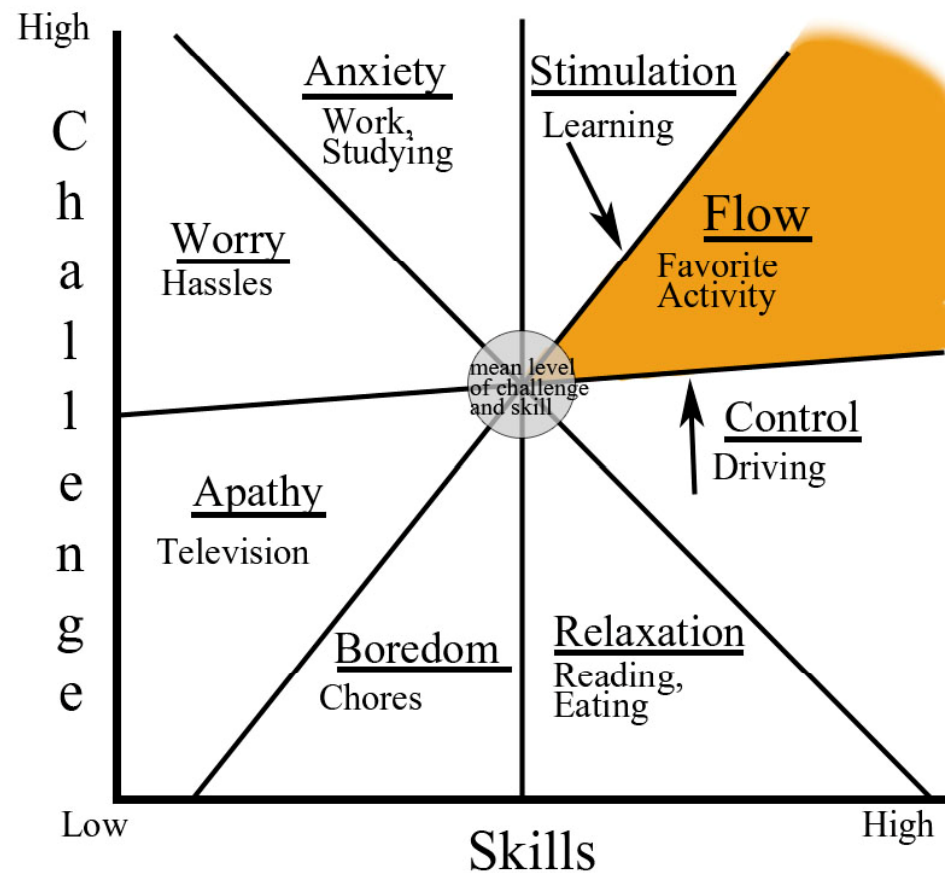 High
Challenge
Anxiety
Work,
Studying
Stimulation
Learning
Worry
Hassles
Flow
Favorite
Activity
mean level
of challenge
and skill
Control
Driving
Apathy
Television
Boredom
Chores
Relaxation
Reading,
Eating
Low
High
Skills